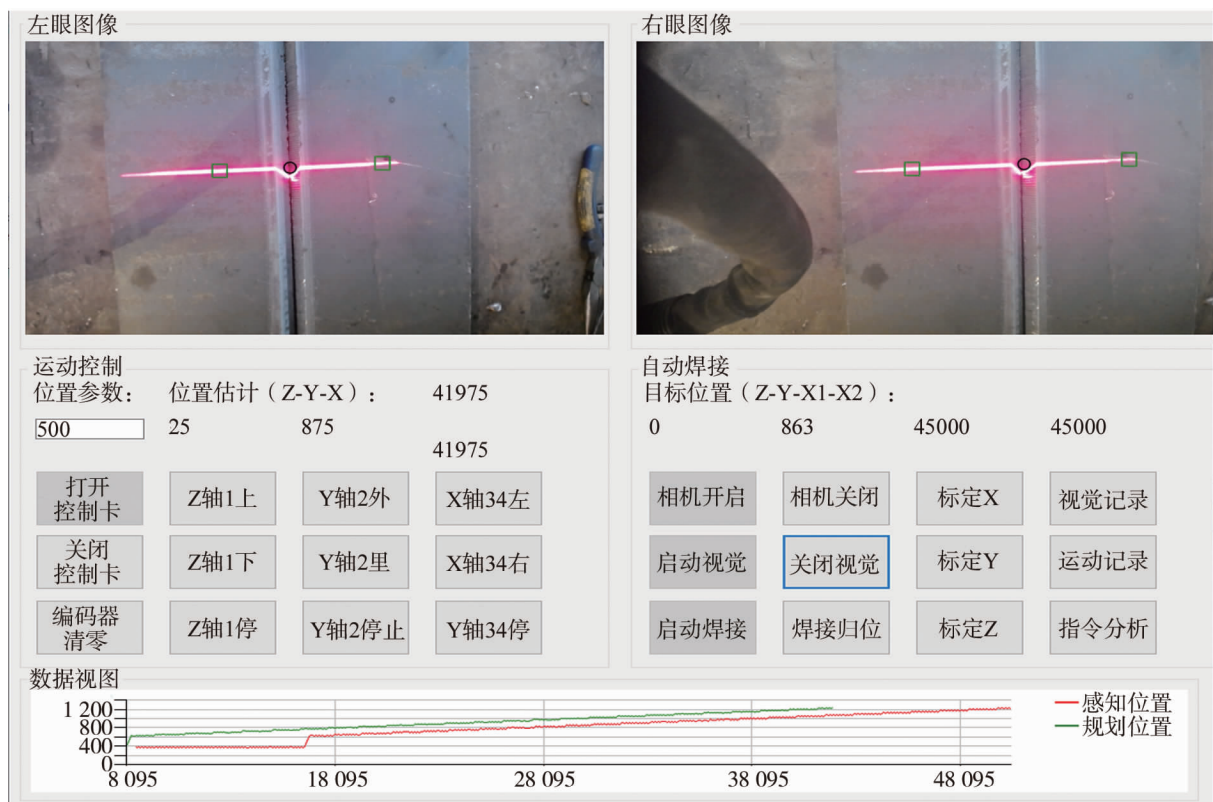 左眼图像
右眼图像
运动控制
位置参数: 位置估计(Z-Y-X): 41975
500 25 875
41975
打开
控制卡
Z轴1上 Y轴2外 X轴34左
关闭
控制卡
Z轴1下 Y轴2里 X轴34右
编码器
清零
Z轴1停 Y轴2停止 Y轴34停
自动焊接
目标位置(Z-Y-X1-X2):
0 863 45000 45000
相机开启 相机关闭 标定X 视觉记录
启动视觉 关闭视觉 标定Y 运动记录
启动焊接 焊接归位 标定Z 指令分析
数据视图
1 200
800
400
0
8 095 18 095 28 095 38 095 48 095
感知位置
规划位置